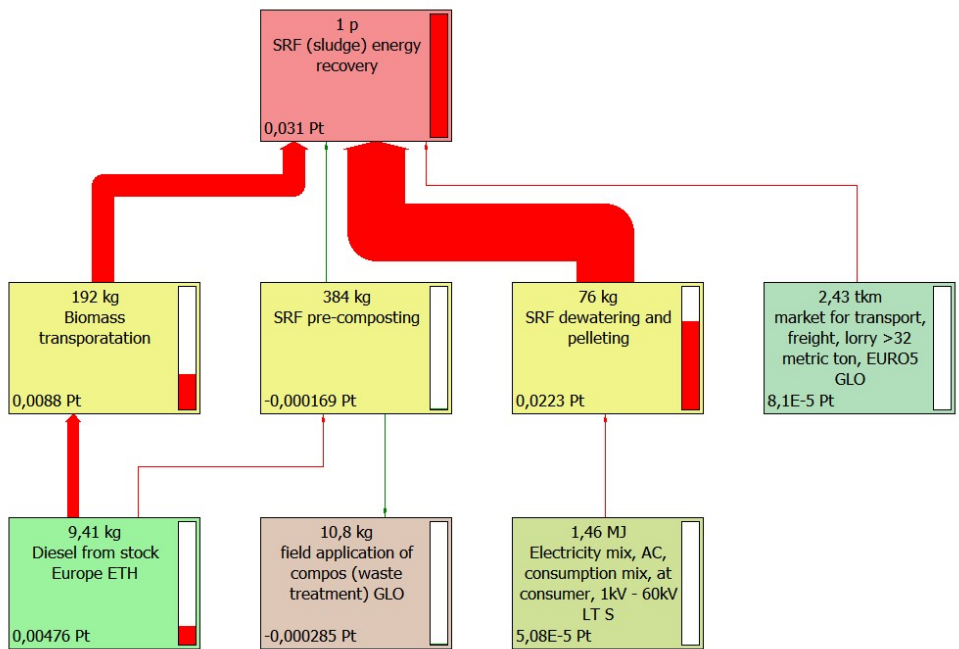 1 p
SRF (sludge) energy
recovery
0,031 Pt
192 kg
Biomass
transporatation
0,0088 Pt
384 kg
SRF pre-composting
-0,000169 Pt
76 kg
SRF dewatering and
pelleting
0,0223 Pt
2,43 tkm
market for transport,
freight, lorry >32
metric ton, EURO5
GLO
8,1E-5 Pt
9,41 kg
Diesel from stock
Europe ETH
0,00476 Pt
10,8 kg
field application of
compos (waste
treatment) GLO
-0,000285 Pt
1,46 MJ
Electricity mix, AC,
consumption mix, at
consumer, 1kV - 60kV
LT S
5,08E-5 Pt